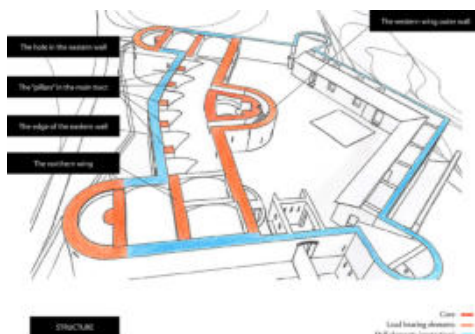 The western wing outer wall
The hole in the eastern wall
The "pillars" in the main tract
The edge of the eastern wall
The northern wing
STRUCTURE
Core
Load bearing elements